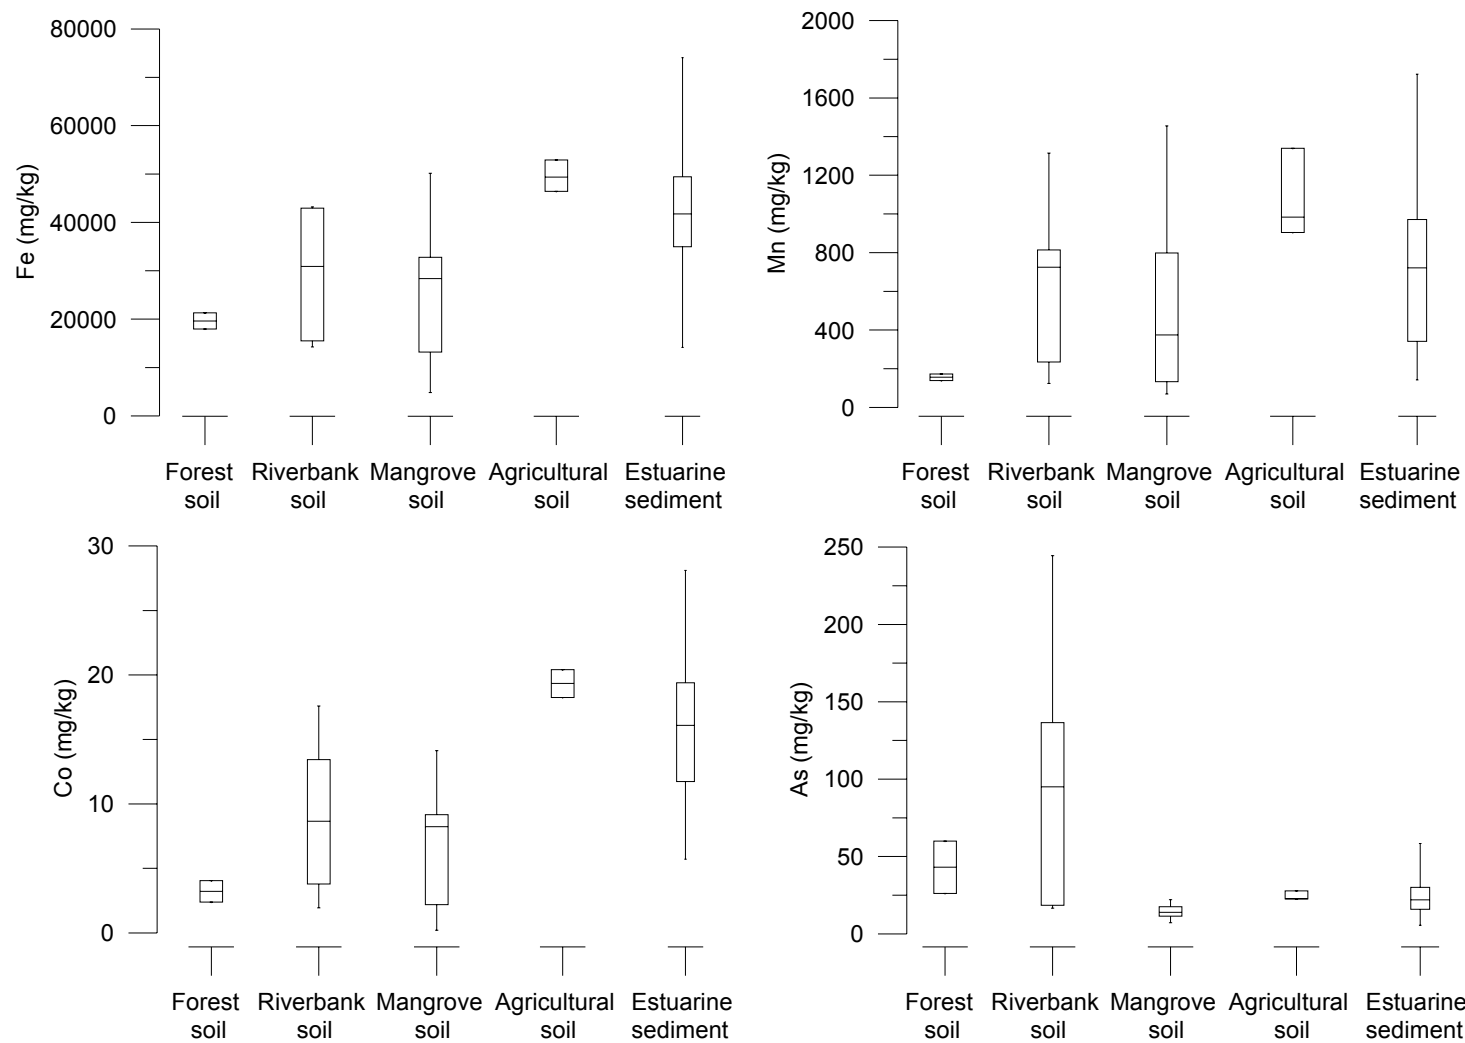 80000
60000
40000
20000
0
Fe (mg/kg)
Forest
soil
Riverbank
soil
Mangrove
soil
Agricultural
soil
Estuarine
sediment
2000
1600
1200
800
400
0
Mn (mg/kg)
Forest
soil
Riverbank
soil
Mangrove
soil
Agricultural
soil
Estuarine
sediment
30
20
10
0
Co (mg/kg)
Forest
soil
Riverbank
soil
Mangrove
soil
Agricultural
soil
Estuarine
sediment
250
200
150
100
50
0
As (mg/kg)
Forest
soil
Riverbank
soil
Mangrove
soil
Agricultural
soil
Estuarine
sediment